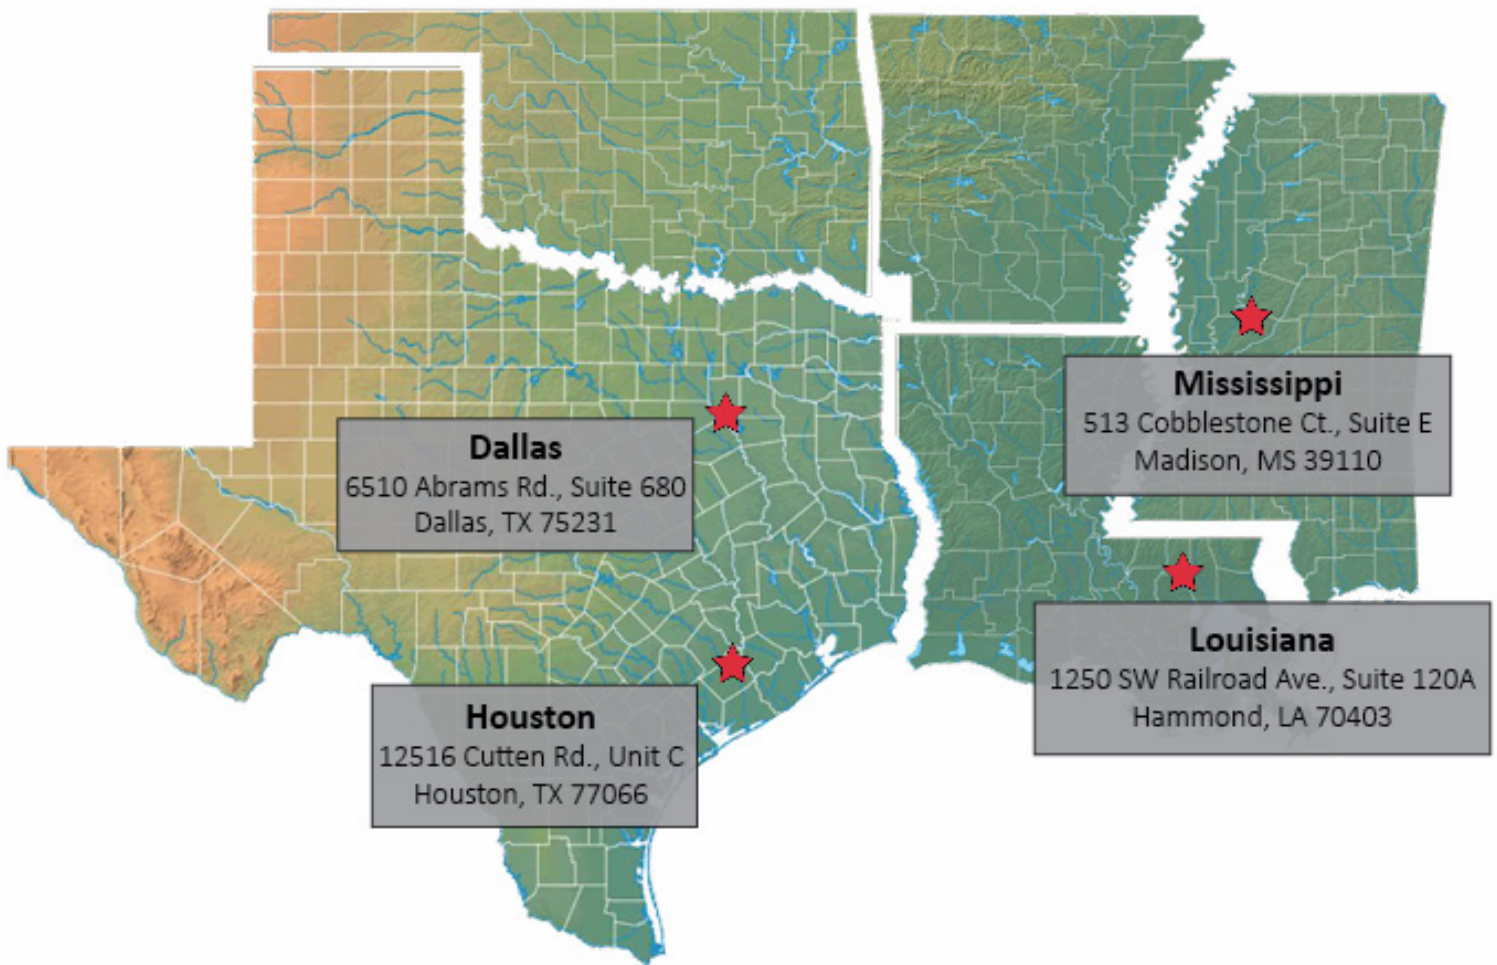 Mississippi
513 Cobblestone Ct., Suite E
Madison, MS 39110
Dallas
6510 Abrams Rd., Suite 680
Dallas, TX 75231
Louisiana
1250 SW Railroad Ave., Suite 120A
Hammond, LA 70403
Houston
12516 Cutten Rd., Unit C
Houston, TX 77066